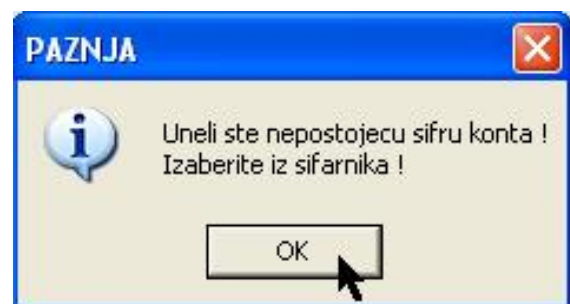 PAZNJA
Uneli ste nepostojecu sifru konta !
Izaberite iz sifarnika !
OK